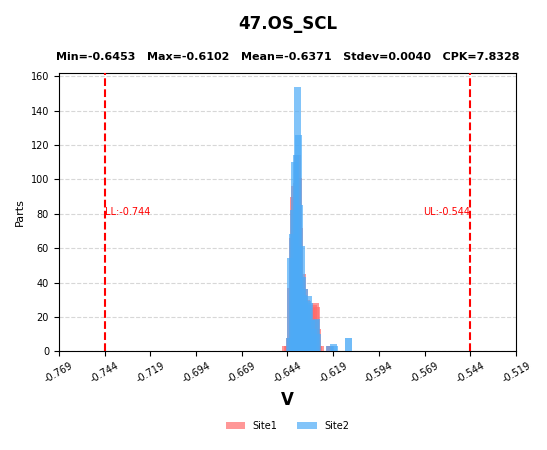 47.OS_SCL
Min=-0.6453 Max=-0.6102 Mean=-0.6371 Stdev=0.0040 CPK=7.8328
160
140
120
100
80
60
40
20
0
Parts
LL:-0.744
UL:-0.544
-0.769
-0.744
-0.719
-0.694
-0.669
-0.644
-0.619
-0.594
-0.569
-0.544
-0.519
V
Site1
Site2